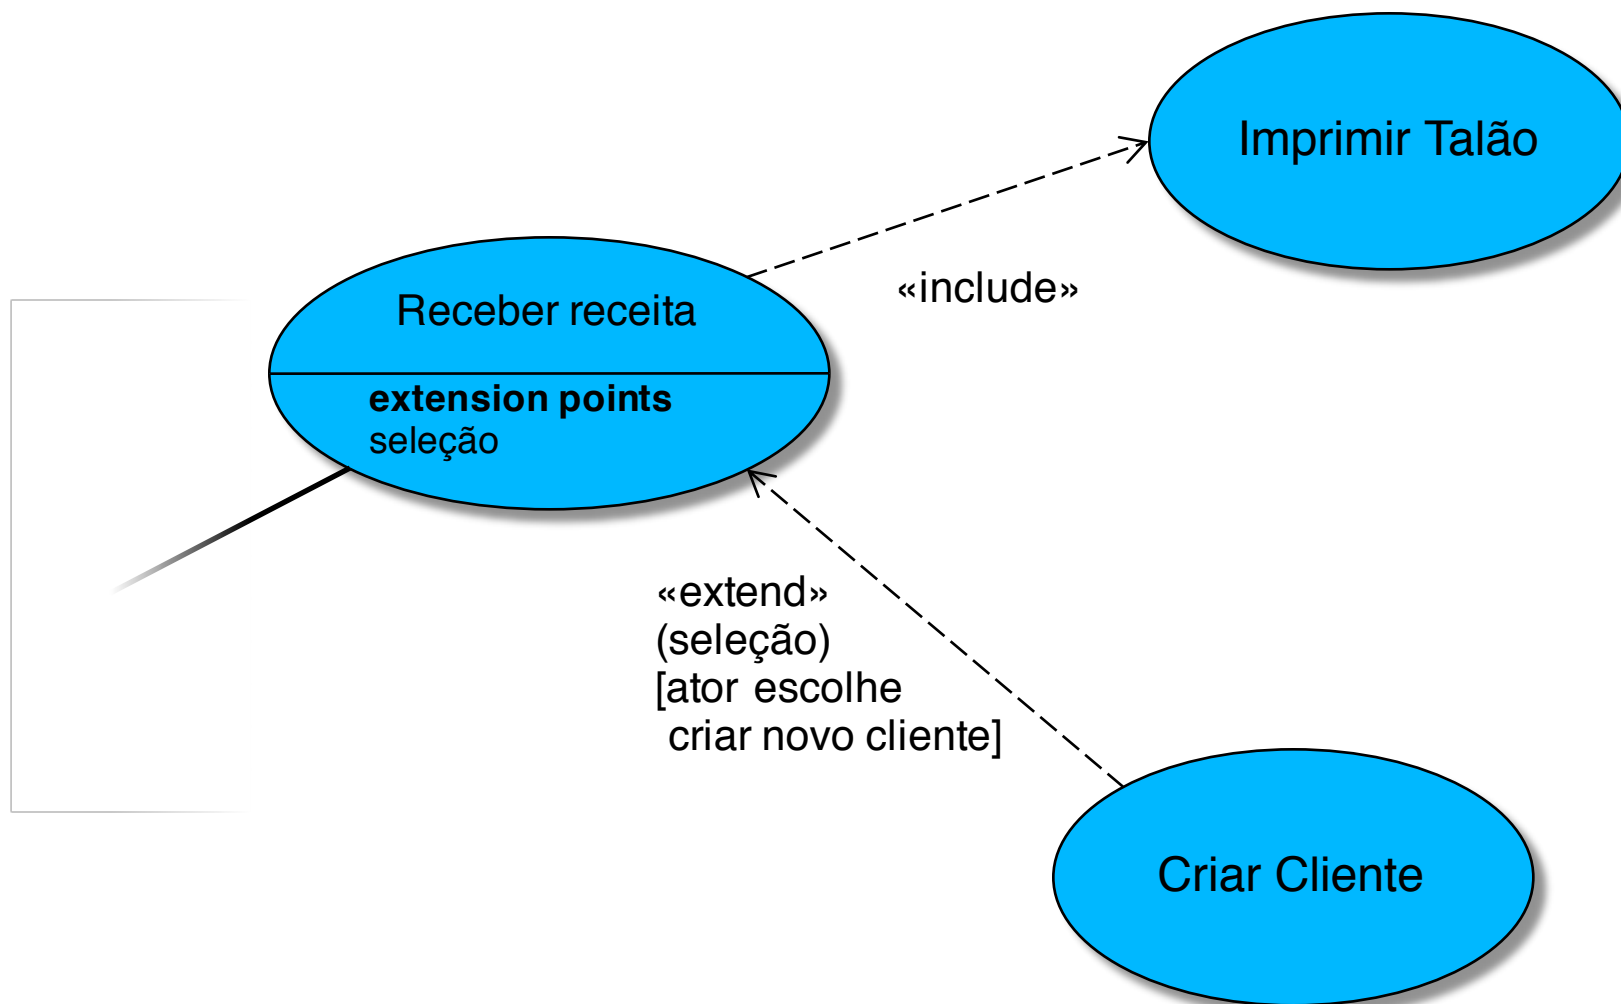 Imprimir Talão
«include»
Receber receita
extension points
seleção
«extend»
(seleção)
[ator escolhe
criar novo cliente]
Criar Cliente